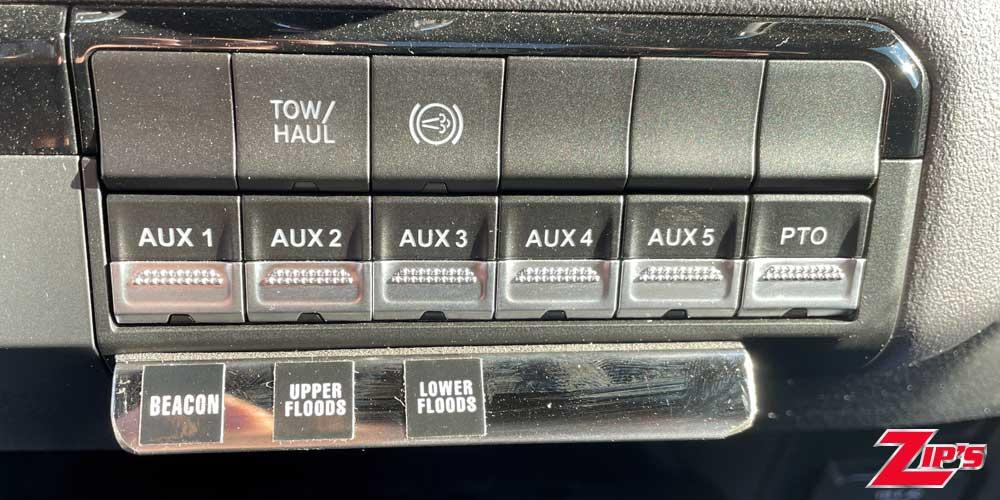 TOW/
HAUL
AUX 1
AUX 2
AUX 3
AUX 4
AUX 5
PTO
BEACON
UPPER
FLOODS
LOWER
FLOODS
ZIP'S